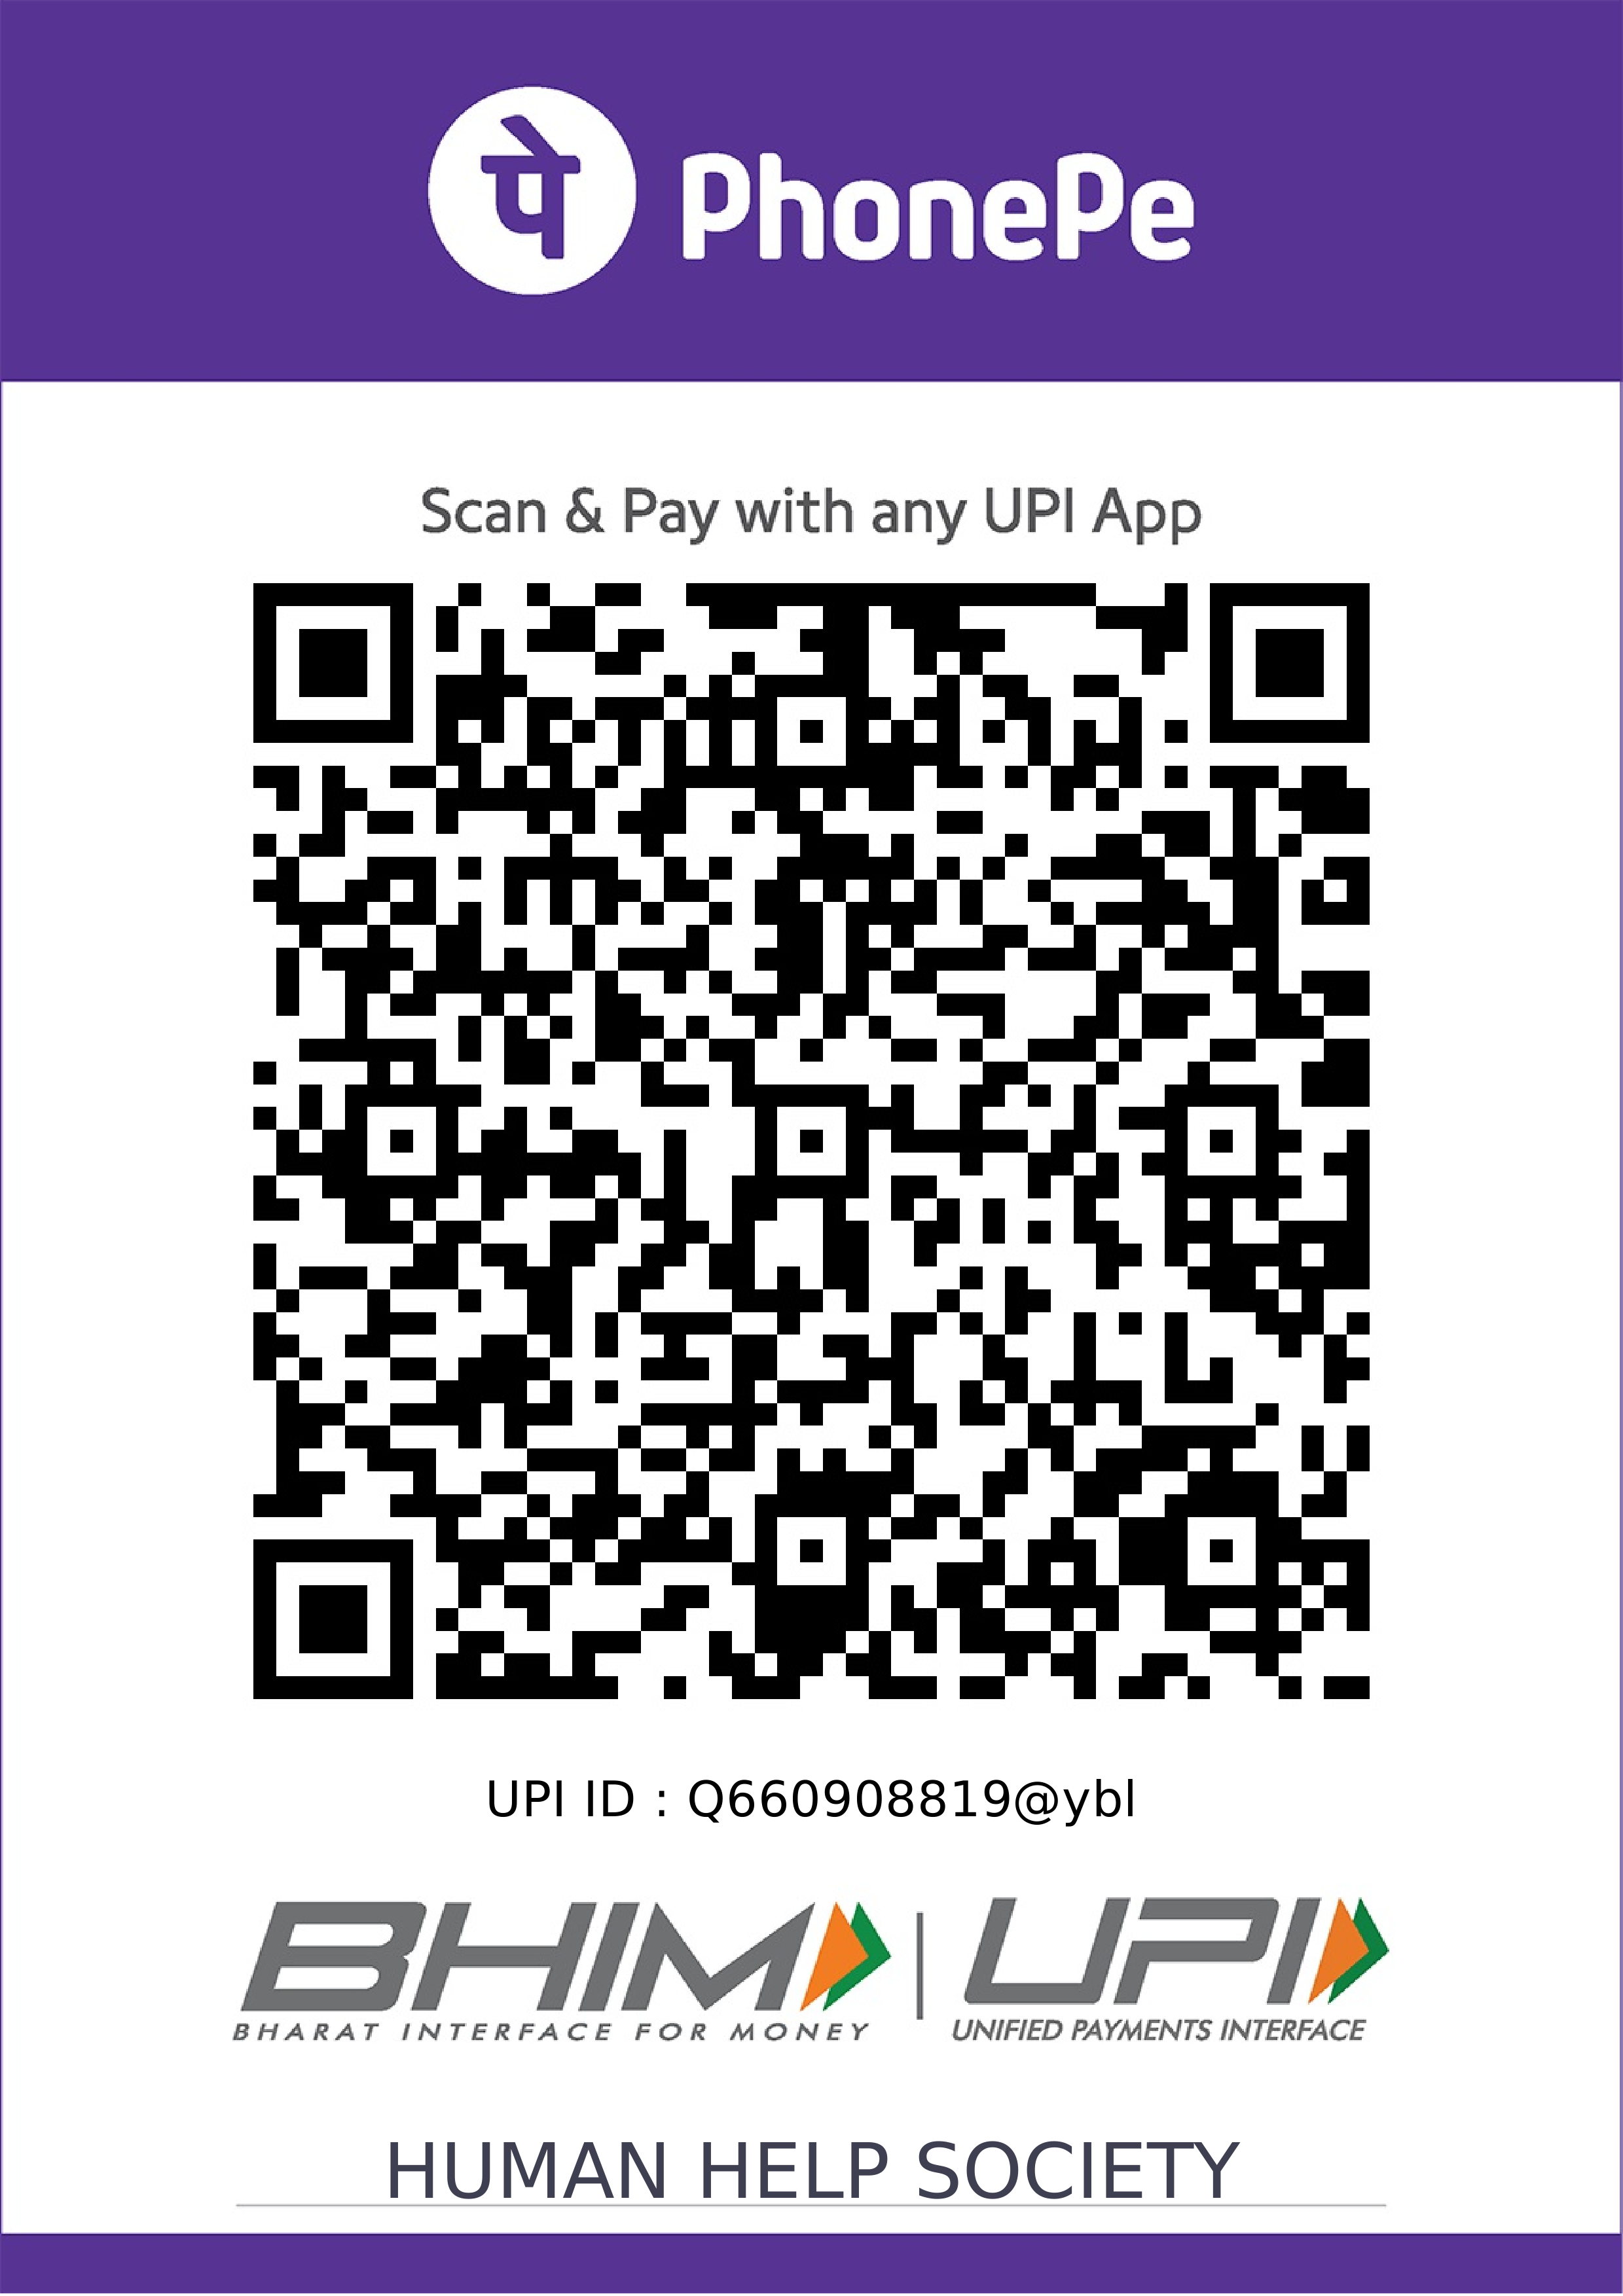 पे PhonePe
Scan & Pay with any UPI App
UPI ID : Q660908819@ybl
BHIM | UPI
BHARAT INTERFACE FOR MONEY UNIFIED PAYMENTS INTERFACE
HUMAN HELP SOCIETY